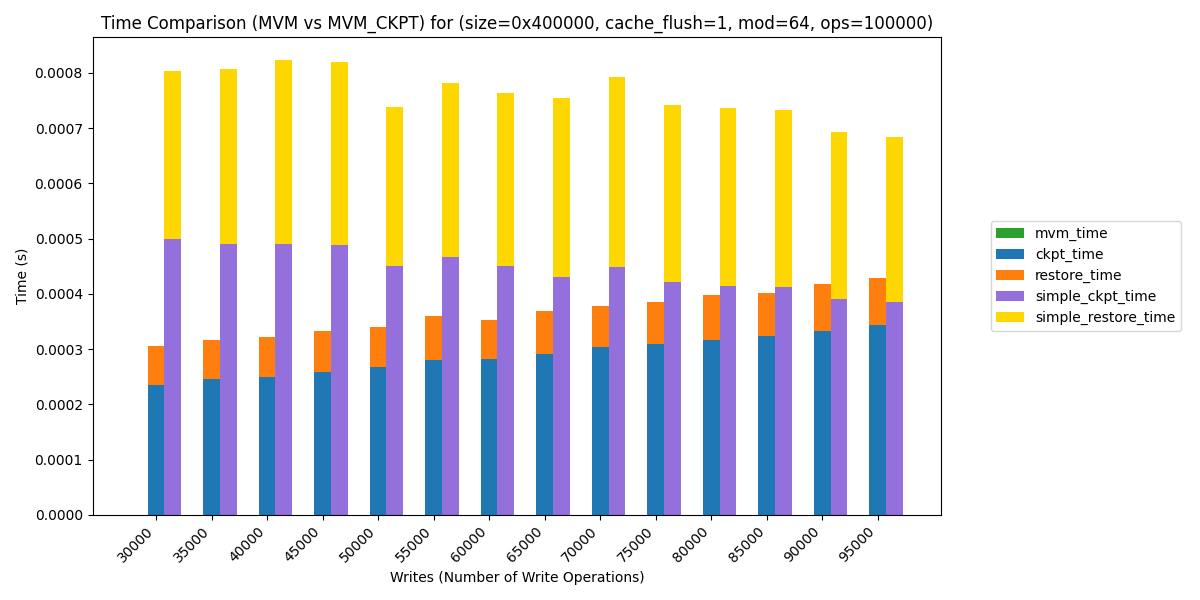 Time Comparison (MVM vs MVM_CKPT) for (size=0x400000, cache_flush=1, mod=64, ops=100000)
Time (s)
0.0008
0.0007
0.0006
0.0005
0.0004
0.0003
0.0002
0.0001
0.0000
30000
35000
40000
45000
50000
55000
60000
65000
70000
75000
80000
85000
90000
95000
Writes (Number of Write Operations)
mvm_time
ckpt_time
restore_time
simple_ckpt_time
simple_restore_time